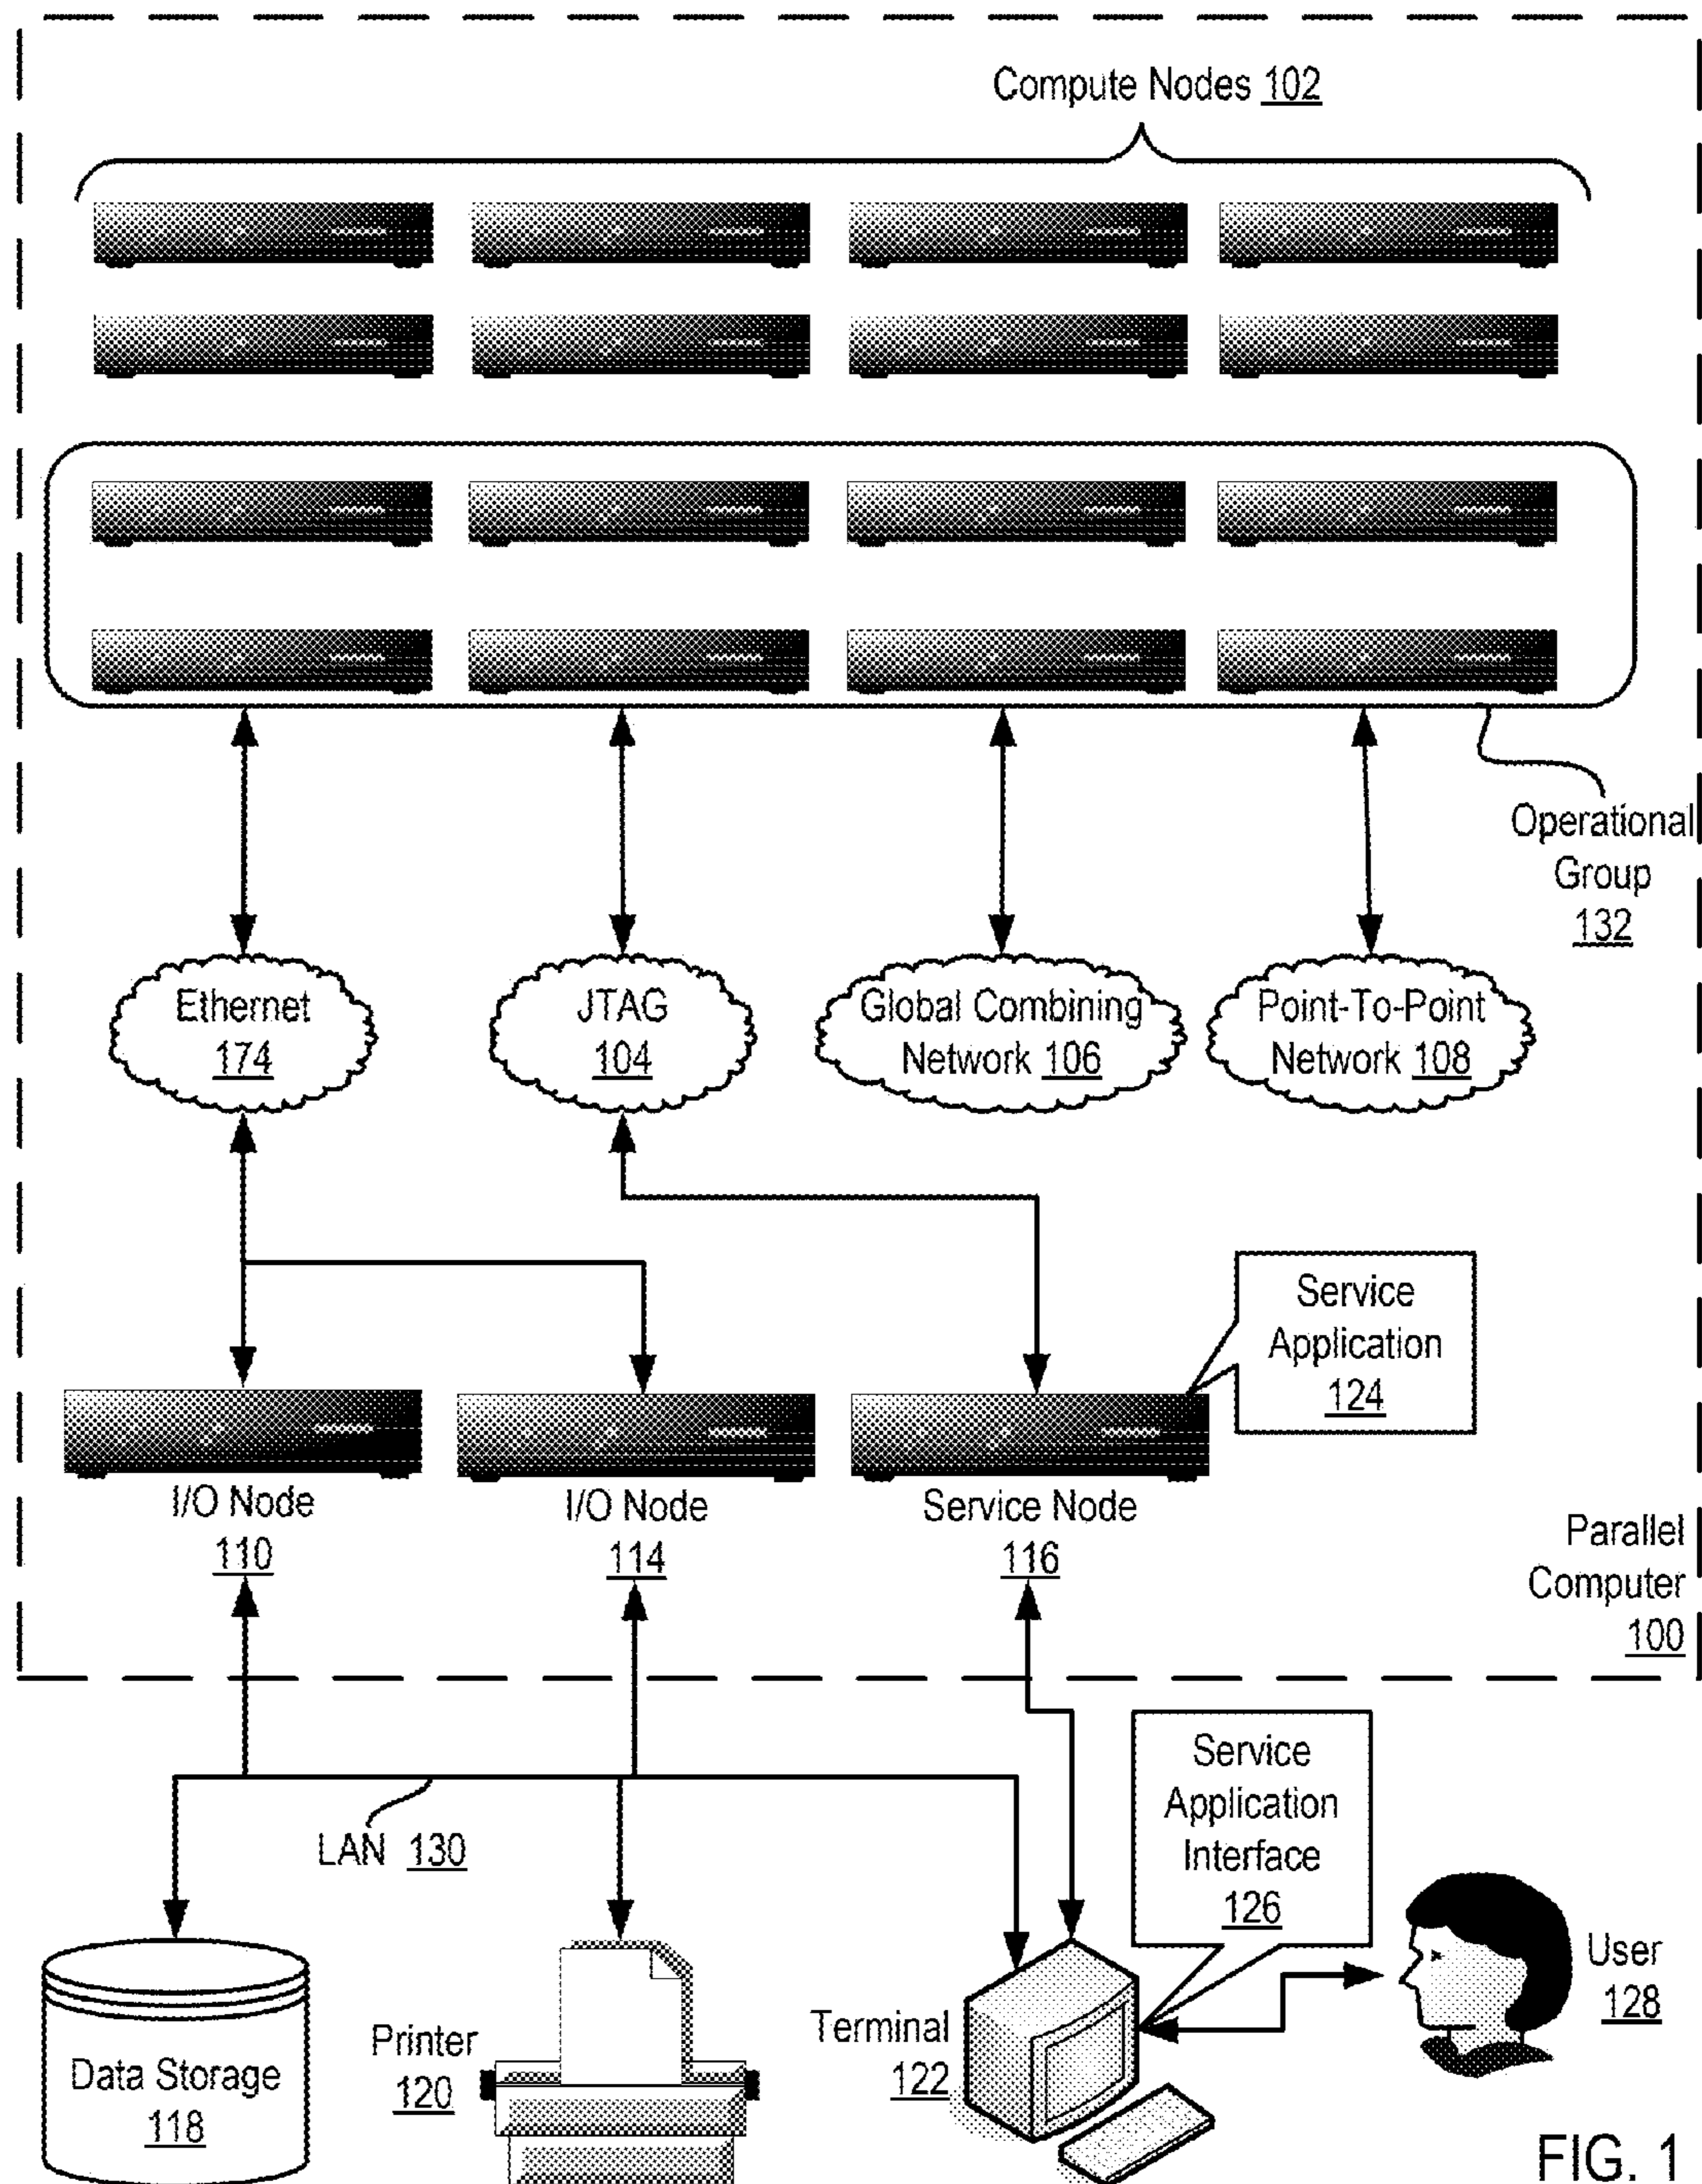 Compute Nodes 102
Operational
Group
132
Ethernet
174
JTAG
104
Global Combining
Network 106
Point-To-Point
Network 108
Service
Application
124
I/O Node
110
I/O Node
114
Service Node
116
Parallel
Computer
100
LAN 130
Service
Application
Interface
126
Data Storage
118
Printer
120
Terminal
122
User
128
FIG. 1